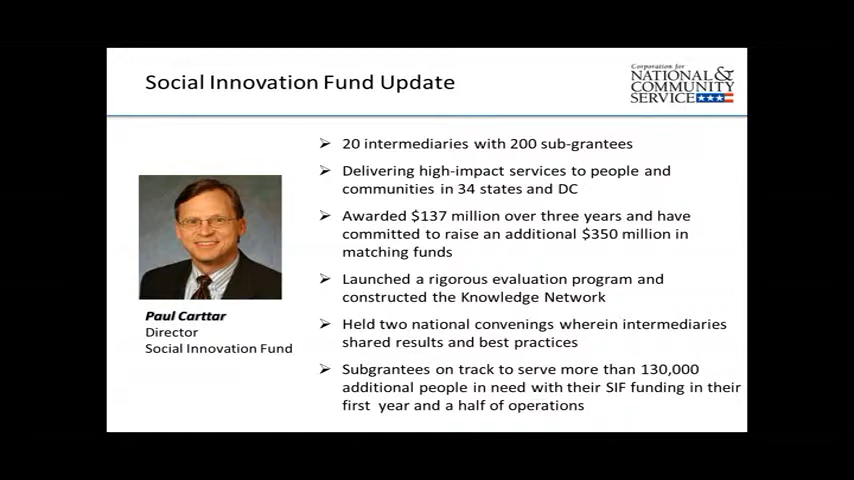 Social Innovation Fund Update
Corporation for
NATIONAL &
COMMUNITY
SERVICE
➢ 20 intermediaries with 200 sub-grantees
➢ Delivering high-impact services to people and
communities in 34 states and DC
➢ Awarded $137 million over three years and have
committed to raise an additional $350 million in
matching funds
➢ Launched a rigorous evaluation program and
constructed the Knowledge Network
➢ Held two national convenings wherein intermediaries
shared results and best practices
➢ Subgrantees on track to serve more than 130,000
additional people in need with their SIF funding in their
first year and a half of operations
Paul Carttar
Director
Social Innovation Fund